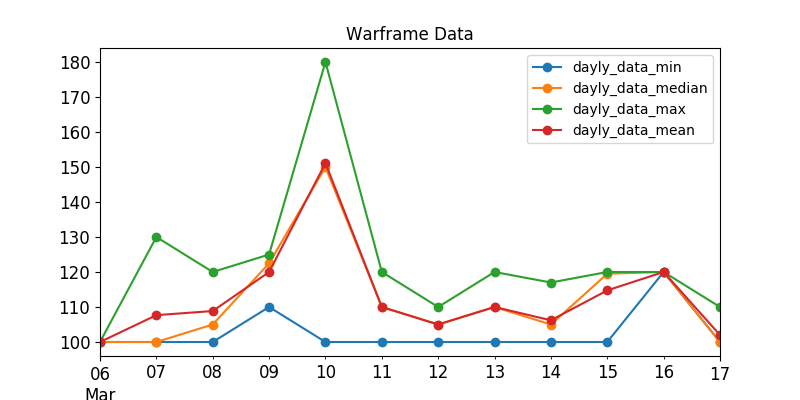 Warframe Data
dayly_data_min
dayly_data_median
dayly_data_max
dayly_data_mean
180
170
160
150
140
130
120
110
100
06 07 08 09 10 11 12 13 14 15 16 17
Mar